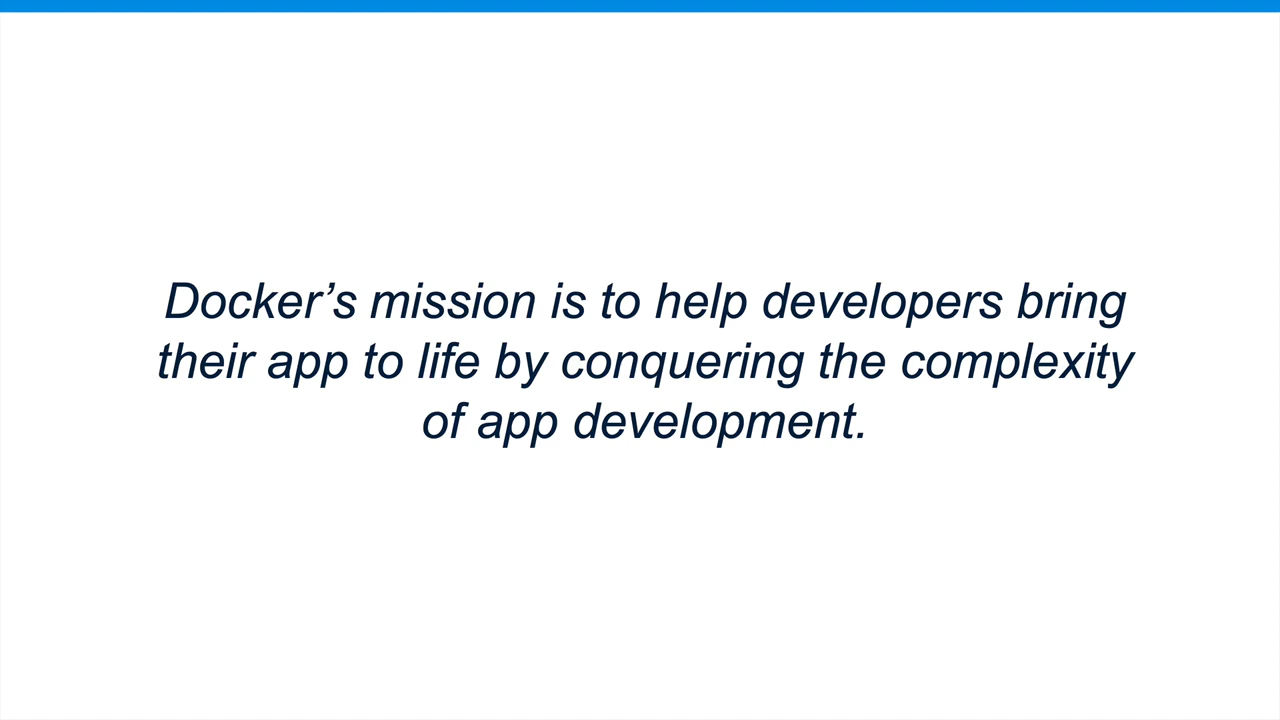 Docker’s mission is to help developers bring
their app to life by conquering the complexity
of app development.